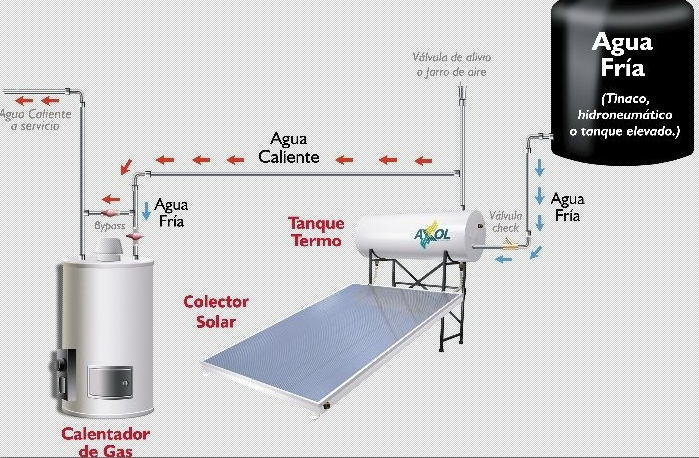 Agua
Fría
(Tinaco,
hidroneumático
o tanque elevado.)
Válvula de alivio
o jarro de aire
Agua Caliente
a servicio
Agua
Caliente
Agua
Fría
Bypass
Tanque
Termo
AXOL
Válvula
check
Agua
Fría
Colector
Solar
Calentador
de Gas